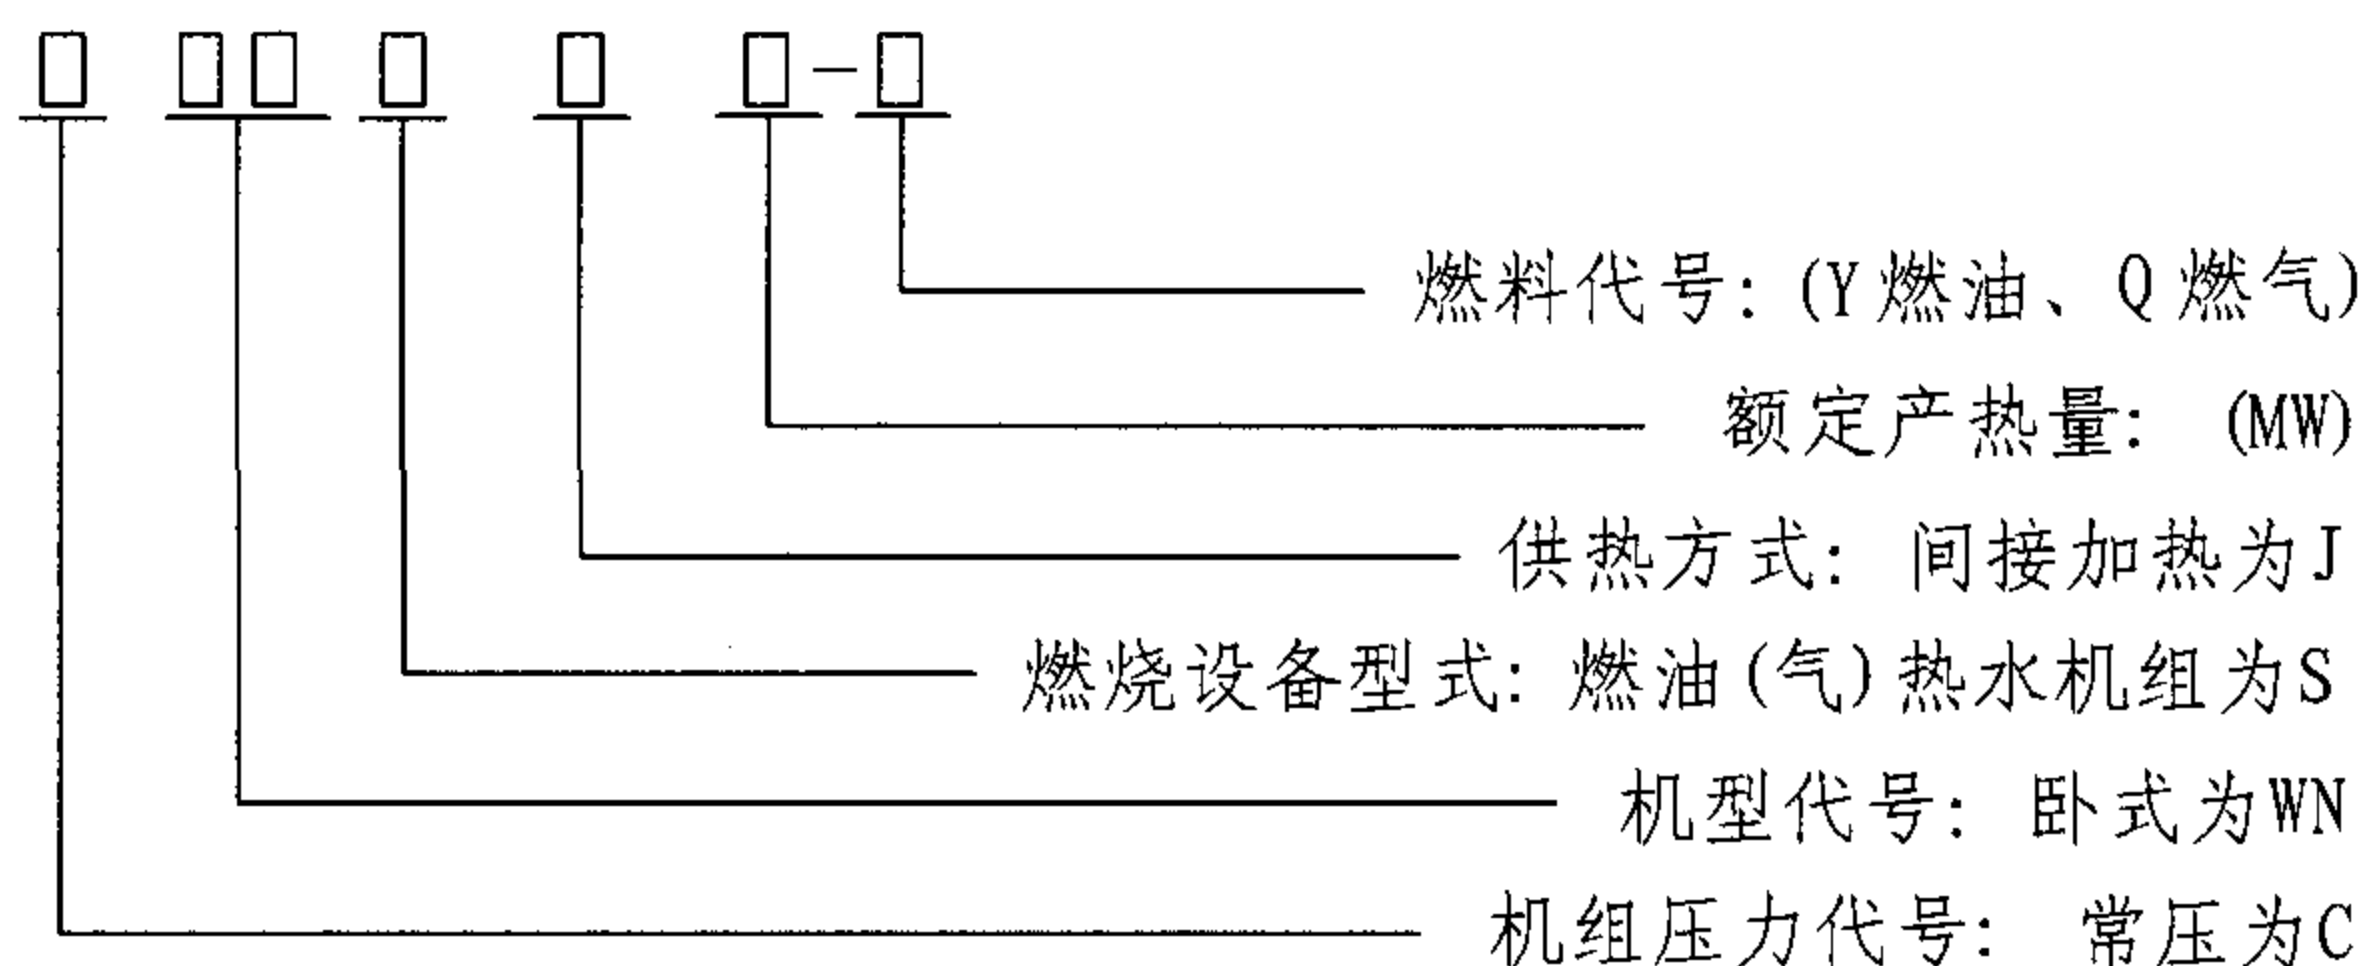 □ □□□ □ □-□
燃料代号: (Y燃油、Q燃气)
额定产热量: (MW)
供热方式: 间接加热为J
燃烧设备型式: 燃油(气)热水机组为S
机型代号: 卧式为WN
机组压力代号: 常压为C